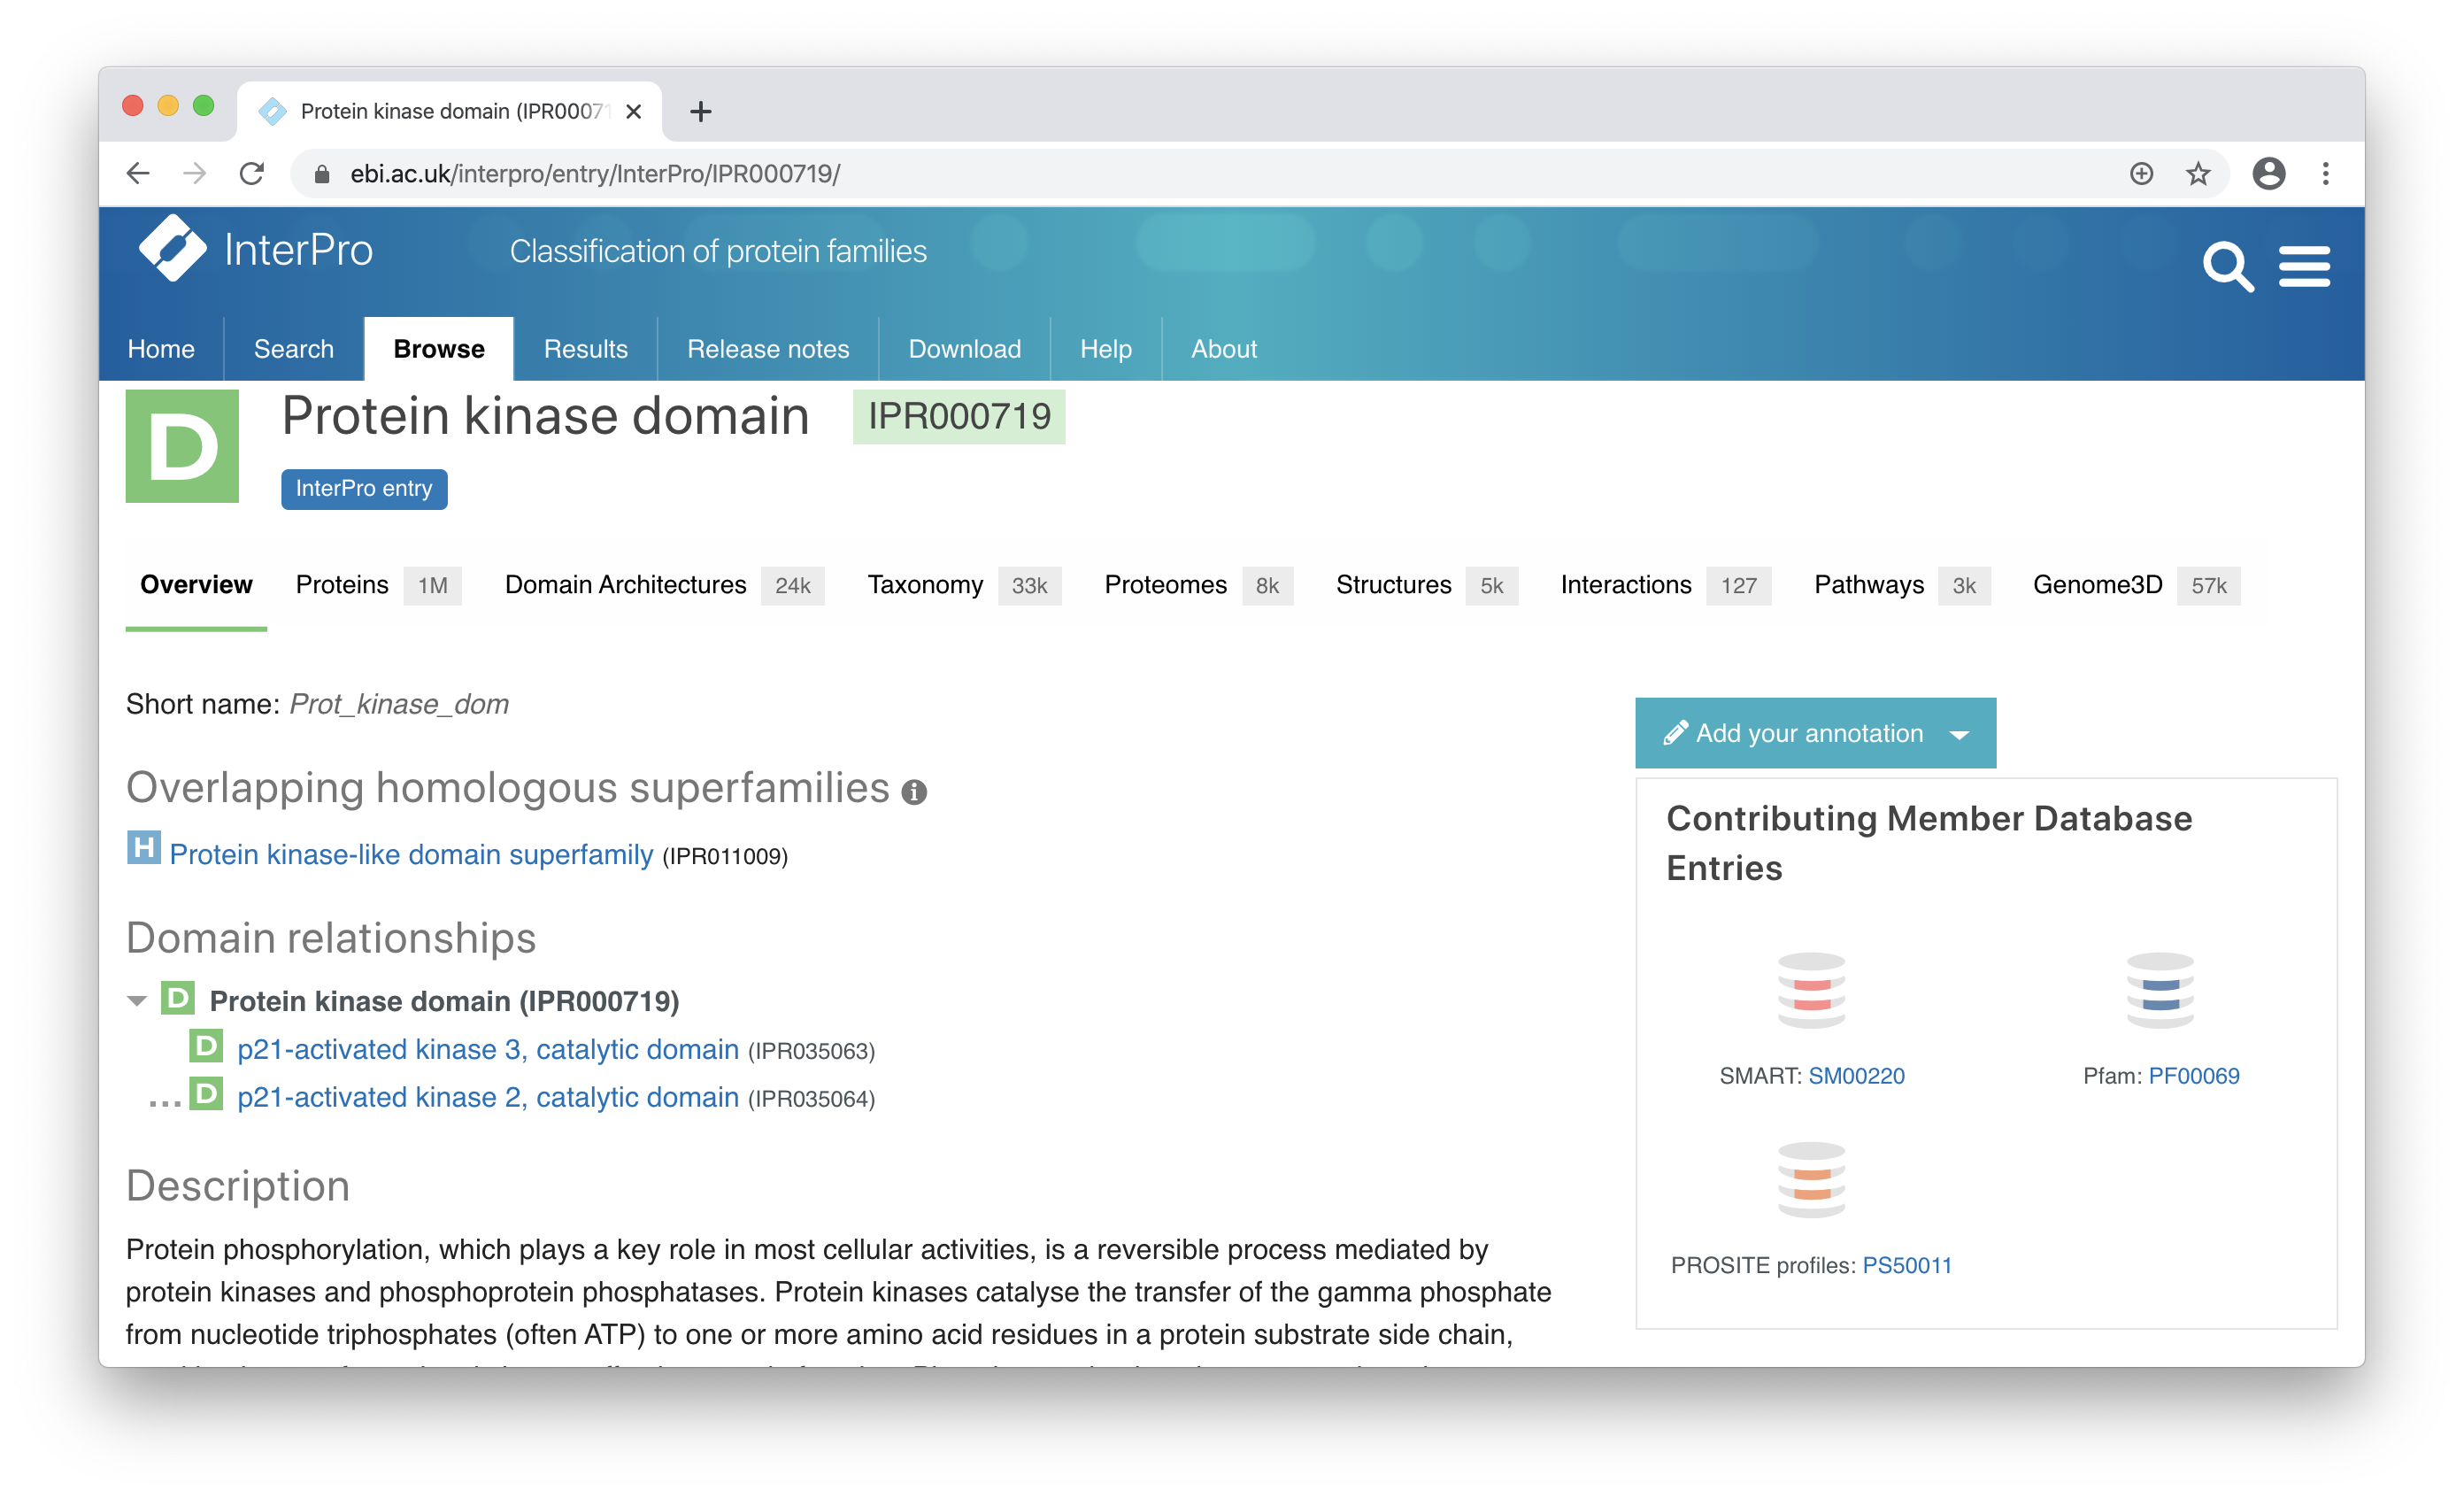 Protein kinase domain (IPR00071
ebi.ac.uk/interpro/entry/InterPro/IPR000719/
InterPro Classification of protein families
Home Search Browse Results Release notes Download Help About
D Protein kinase domain IPR000719
InterPro entry
Overview Proteins 1M Domain Architectures 24k Taxonomy 33k Proteomes 8k Structures 5k Interactions 127 Pathways 3k Genome3D 57k
Short name: Prot_kinase_dom
Overlapping homologous superfamilies
H Protein kinase-like domain superfamily (IPR011009)
Domain relationships
D Protein kinase domain (IPR000719)
D p21-activated kinase 3, catalytic domain (IPR035063)
... D p21-activated kinase 2, catalytic domain (IPR035064)
Description
Protein phosphorylation, which plays a key role in most cellular activities, is a reversible process mediated by
protein kinases and phosphoprotein phosphatases. Protein kinases catalyse the transfer of the gamma phosphate
from nucleotide triphosphates (often ATP) to one or more amino acid residues in a protein substrate side chain,
Add your annotation
Contributing Member Database
Entries
SMART: SM00220
Pfam: PF00069
PROSITE profiles: PS50011